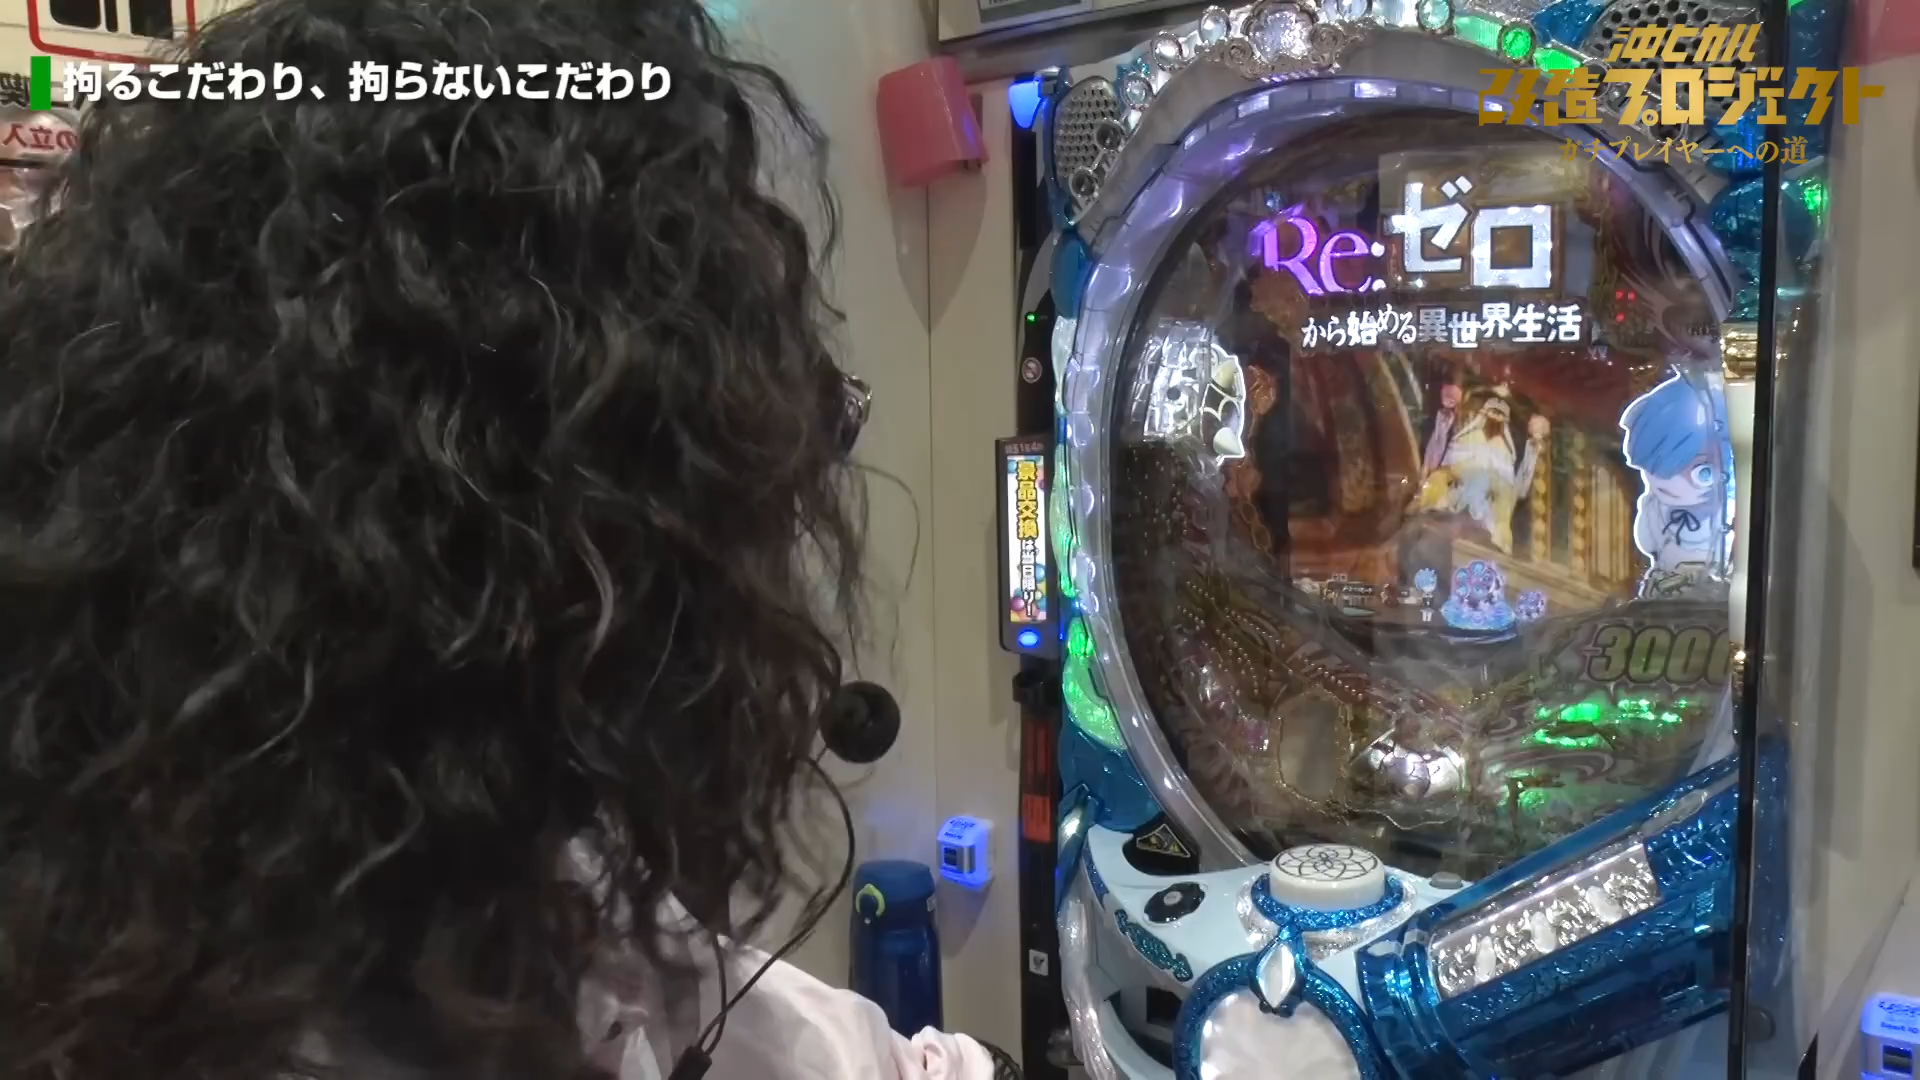 拘るこだわり、拘らないこだわり
沖ヒカル
改造プロジェクト
ガチプレイヤーへの道
の立入
Re:ゼロ
から始める異世界生活
景品交換は当日限り!
3000